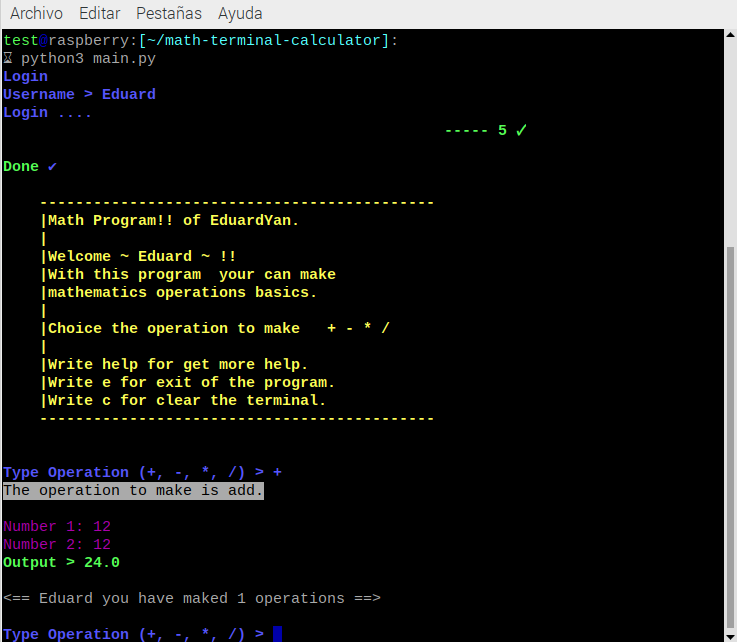 Archivo Editar Pestañas Ayuda
test@raspberry:[~/math-terminal-calculator]:
⌛ python3 main.py
Login
Username > Eduard
Login ....
----- 5 ✓
Done ✔
--------------------------------------------
|Math Program!! of EduardYan.
|
|Welcome ~ Eduard ~ !!
|With this program  your can make
|mathematics operations basics.
|
|Choice the operation to make   + - * /
|
|Write help for get more help.
|Write e for exit of the program.
|Write c for clear the terminal.
--------------------------------------------
Type Operation (+, -, *, /) > +
The operation to make is add.
Number 1: 12
Number 2: 12
Output > 24.0
<== Eduard you have maked 1 operations ==>
Type Operation (+, -, *, /) >